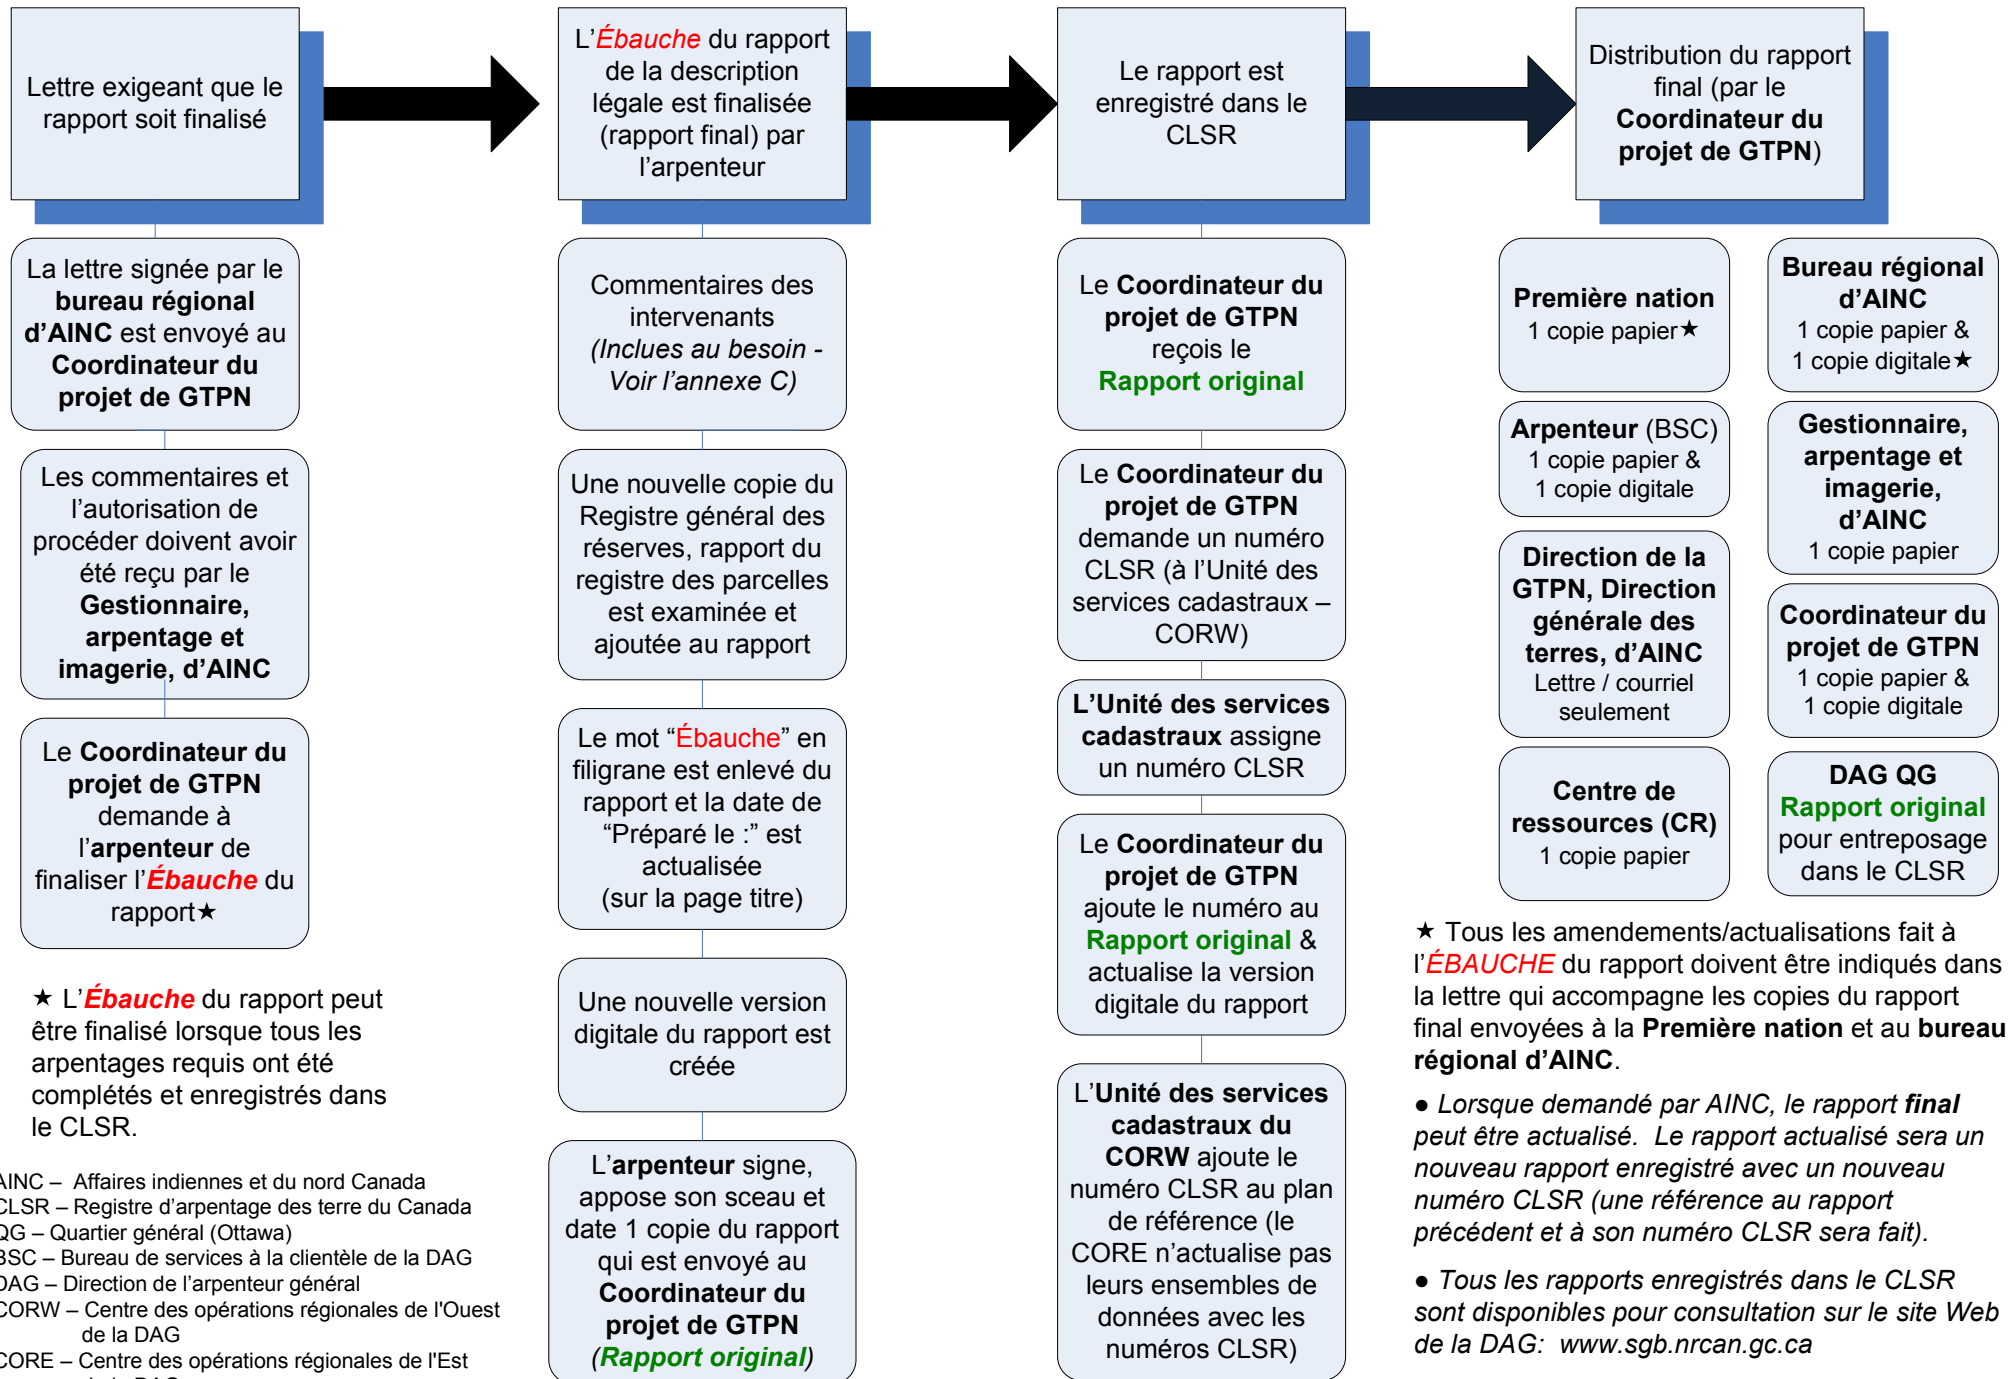 Lettre exigeant que le
rapport soit finalisé
La lettre signée par le
bureau régional
d’AINC est envoyé au
Coordinateur du
projet de GTPN
Les commentaires et
l’autorisation de
procéder doivent avoir
été reçu par le
Gestionnaire,
arpentage et
imagerie, d’AINC
Le Coordinateur du
projet de GTPN
demande à
l’arpenteur de
finaliser l’Ébauche du
rapport★
★ L’Ébauche du rapport peut
être finalisé lorsque tous les
arpentages requis ont été
complétés et enregistrés dans
le CLSR.
AINC – Affaires indiennes et du nord Canada
CLSR – Registre d’arpentage des terre du Canada
QG – Quartier général (Ottawa)
BSC – Bureau de services à la clientèle de la DAG
DAG – Direction de l’arpenteur général
CORW – Centre des opérations régionales de l'Ouest
de la DAG
CORE – Centre des opérations régionales de l'Est
L’Ébauche du rapport
de la description
légale est finalisée
(rapport final) par
l’arpenteur
Commentaires des
intervenants
(Inclues au besoin -
Voir l’annexe C)
Une nouvelle copie du
Registre général des
réserves, rapport du
registre des parcelles
est examinée et
ajoutée au rapport
Le mot “Ébauche” en
filigrane est enlevé du
rapport et la date de
“Préparé le :” est
actualisée
(sur la page titre)
Une nouvelle version
digitale du rapport est
créée
L’arpenteur signe,
appose son sceau et
date 1 copie du rapport
qui est envoyé au
Coordinateur du
projet de GTPN
(Rapport original)
Le rapport est
enregistré dans le
CLSR
Le Coordinateur du
projet de GTPN
reçois le
Rapport original
Le Coordinateur du
projet de GTPN
demande un numéro
CLSR (à l’Unité des
services cadastraux –
CORW)
L’Unité des services
cadastraux assigne
un numéro CLSR
Le Coordinateur du
projet de GTPN
ajoute le numéro au
Rapport original &
actualise la version
digitale du rapport
L’Unité des services
cadastraux du
CORW ajoute le
numéro CLSR au plan
de référence (le
CORE n’actualise pas
leurs ensembles de
données avec les
numéros CLSR)
Distribution du rapport
final (par le
Coordinateur du
projet de GTPN)
Première nation
1 copie papier★
Arpenteur (BSC)
1 copie papier &
1 copie digitale
Direction de la
GTPN, Direction
générale des
terres, d’AINC
Lettre / courriel
seulement
Centre de
ressources (CR)
1 copie papier
Bureau régional
d’AINC
1 copie papier &
1 copie digitale★
Gestionnaire,
arpentage et
imagerie,
d’AINC
1 copie papier
Coordinateur du
projet de GTPN
1 copie papier &
1 copie digitale
DAG QG
Rapport original
pour entreposage
dans le CLSR
★ Tous les amendements/actualisations fait à
l’ÉBAUCHE du rapport doivent être indiqués dans
la lettre qui accompagne les copies du rapport
final envoyées à la Première nation et au bureau
régional d’AINC.
● Lorsque demandé par AINC, le rapport final
peut être actualisé. Le rapport actualisé sera un
nouveau rapport enregistré avec un nouveau
numéro CLSR (une référence au rapport
précédent et à son numéro CLSR sera fait).
● Tous les rapports enregistrés dans le CLSR
sont disponibles pour consultation sur le site Web
de la DAG: www.sgb.nrcan.gc.ca